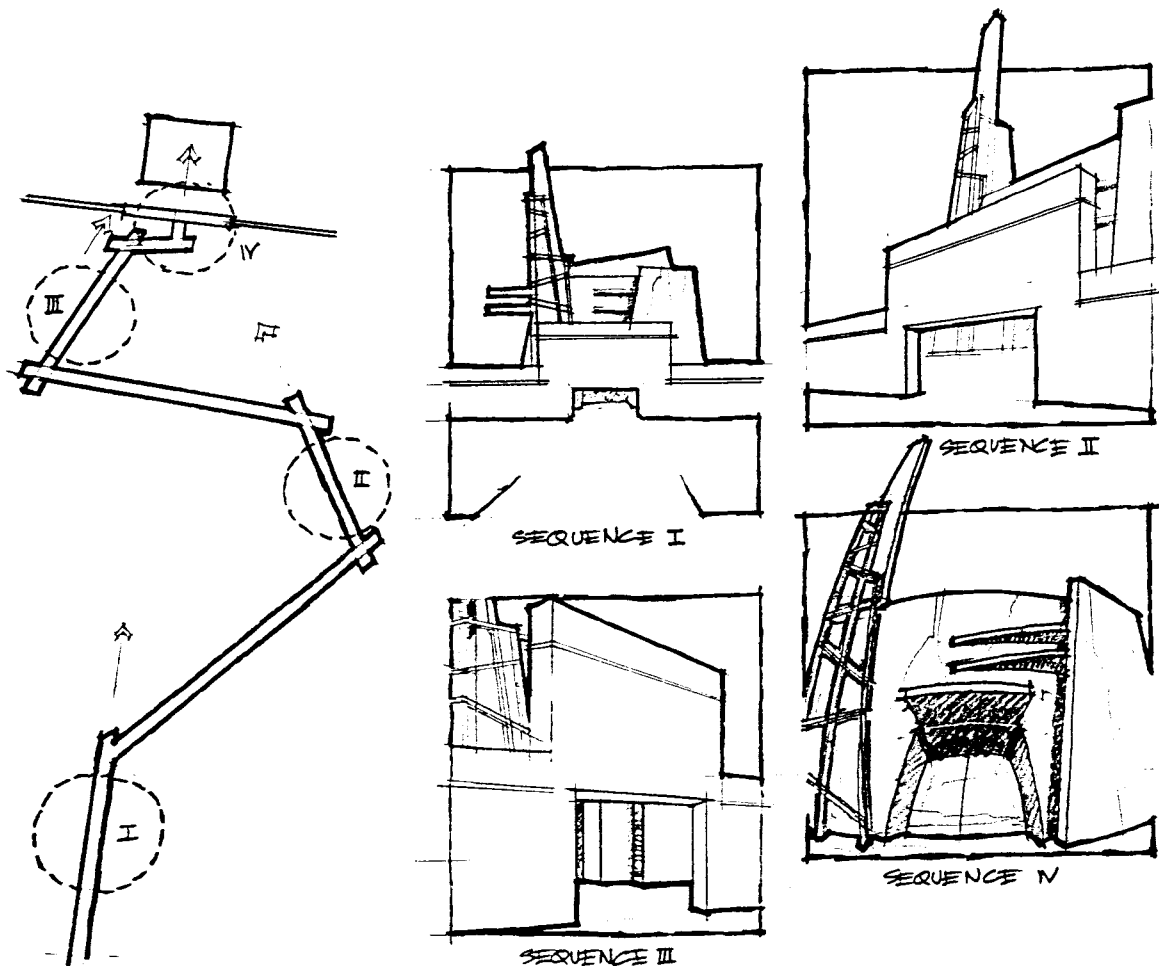 IV
III
II
I
SEQUENCE I
SEQUENCE II
SEQUENCE III
SEQUENCE IV